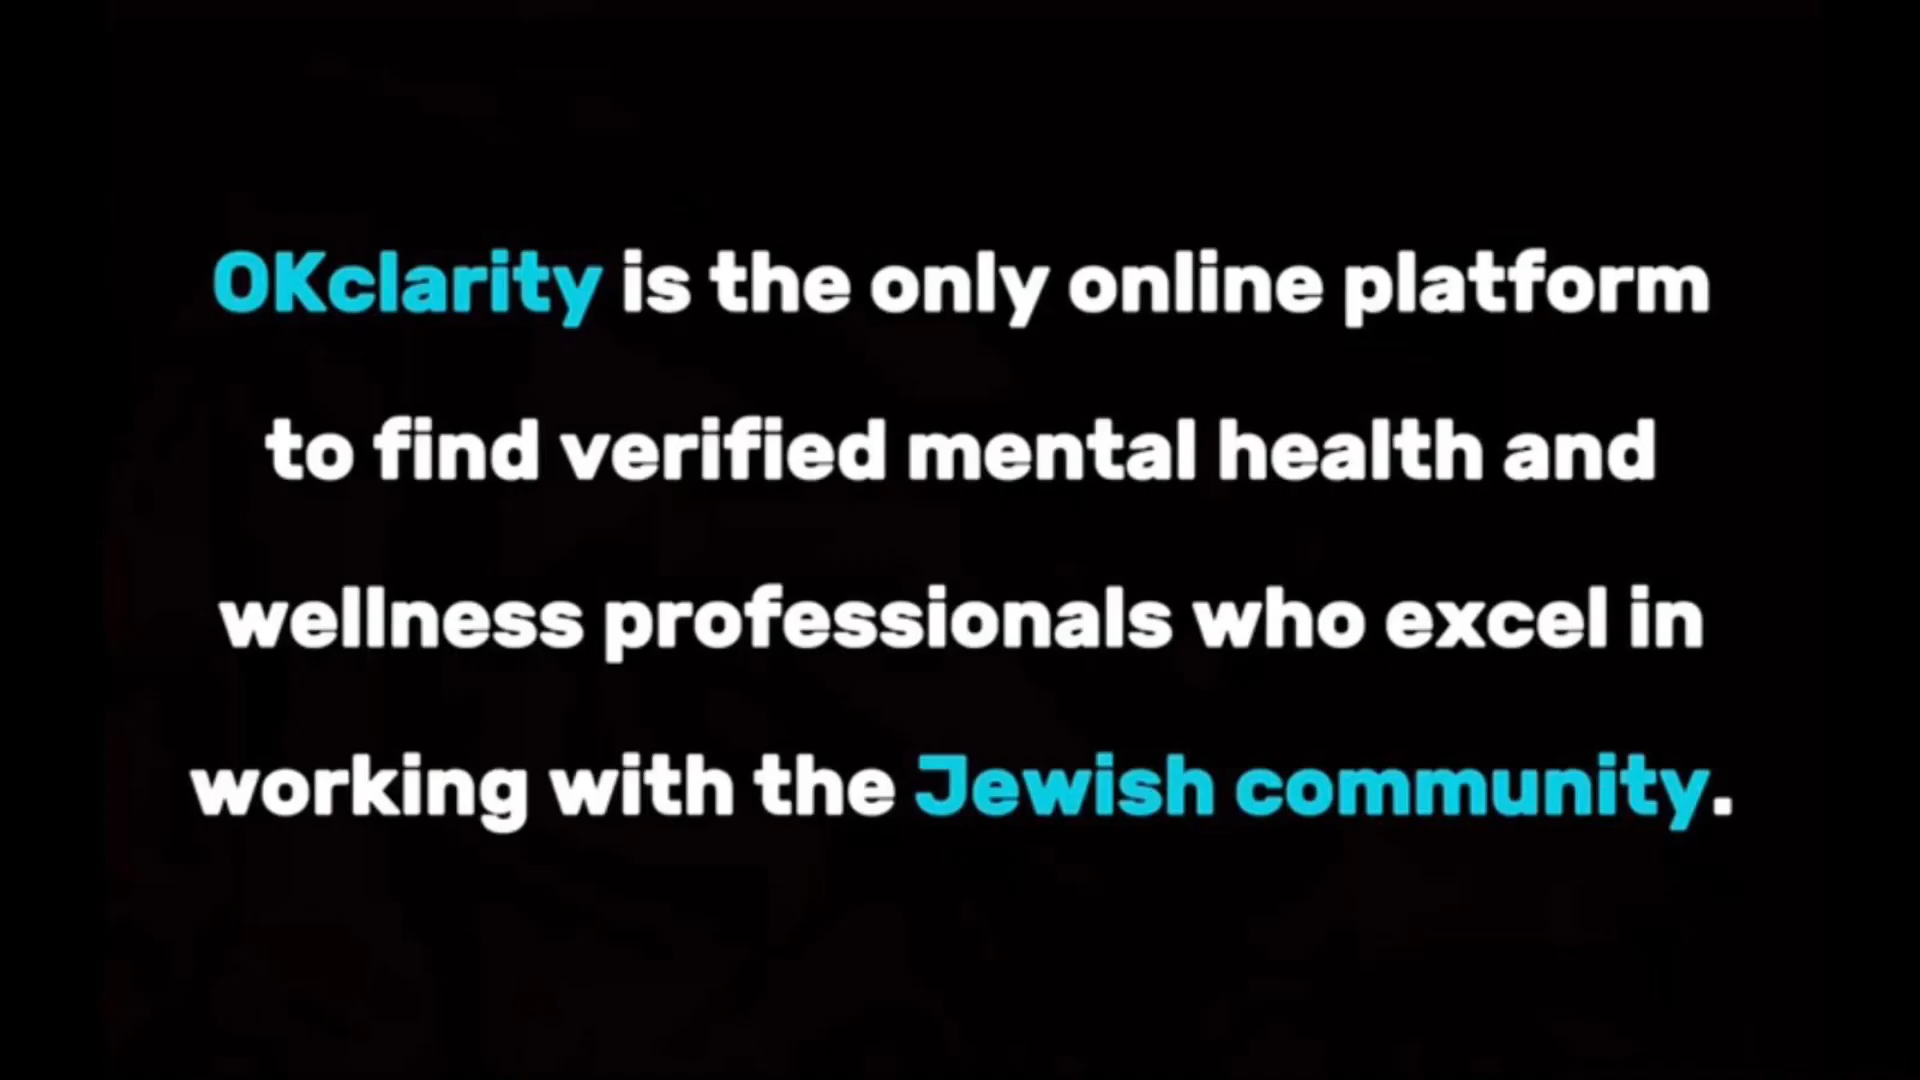 OKclarity is the only online platform
to find verified mental health and
wellness professionals who excel in
working with the Jewish community.